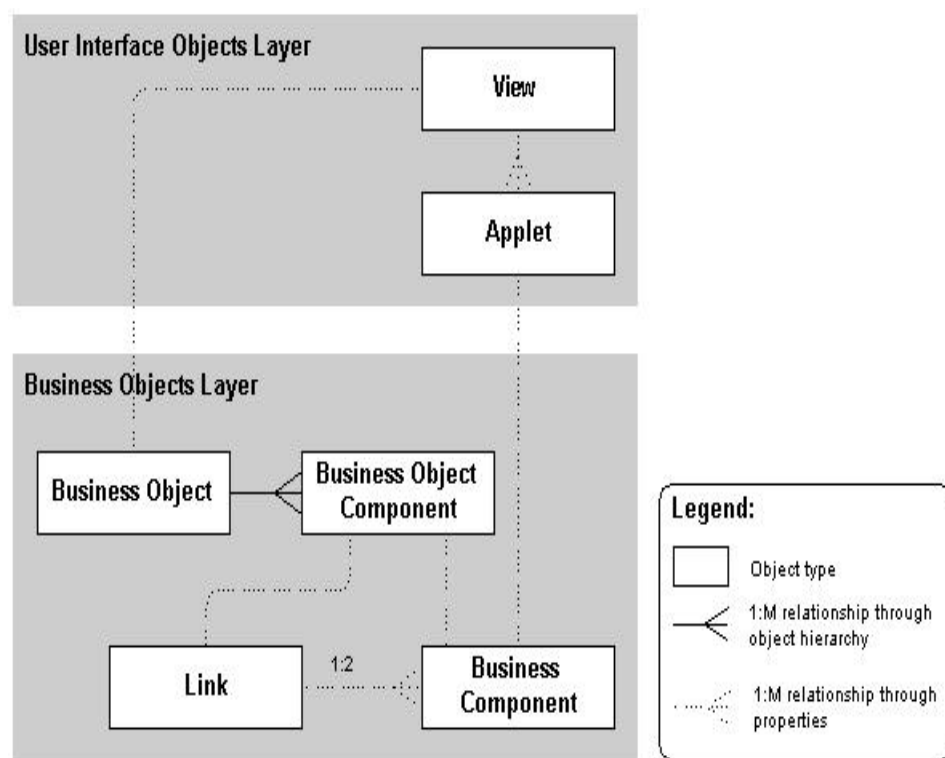 User Interface Objects Layer
View
Applet
Business Objects Layer
Business Object
Business Object
Component
Link
1:2
Business
Component
Legend:
Object type
1:M relationship through
object hierarchy
1:M relationship through
properties